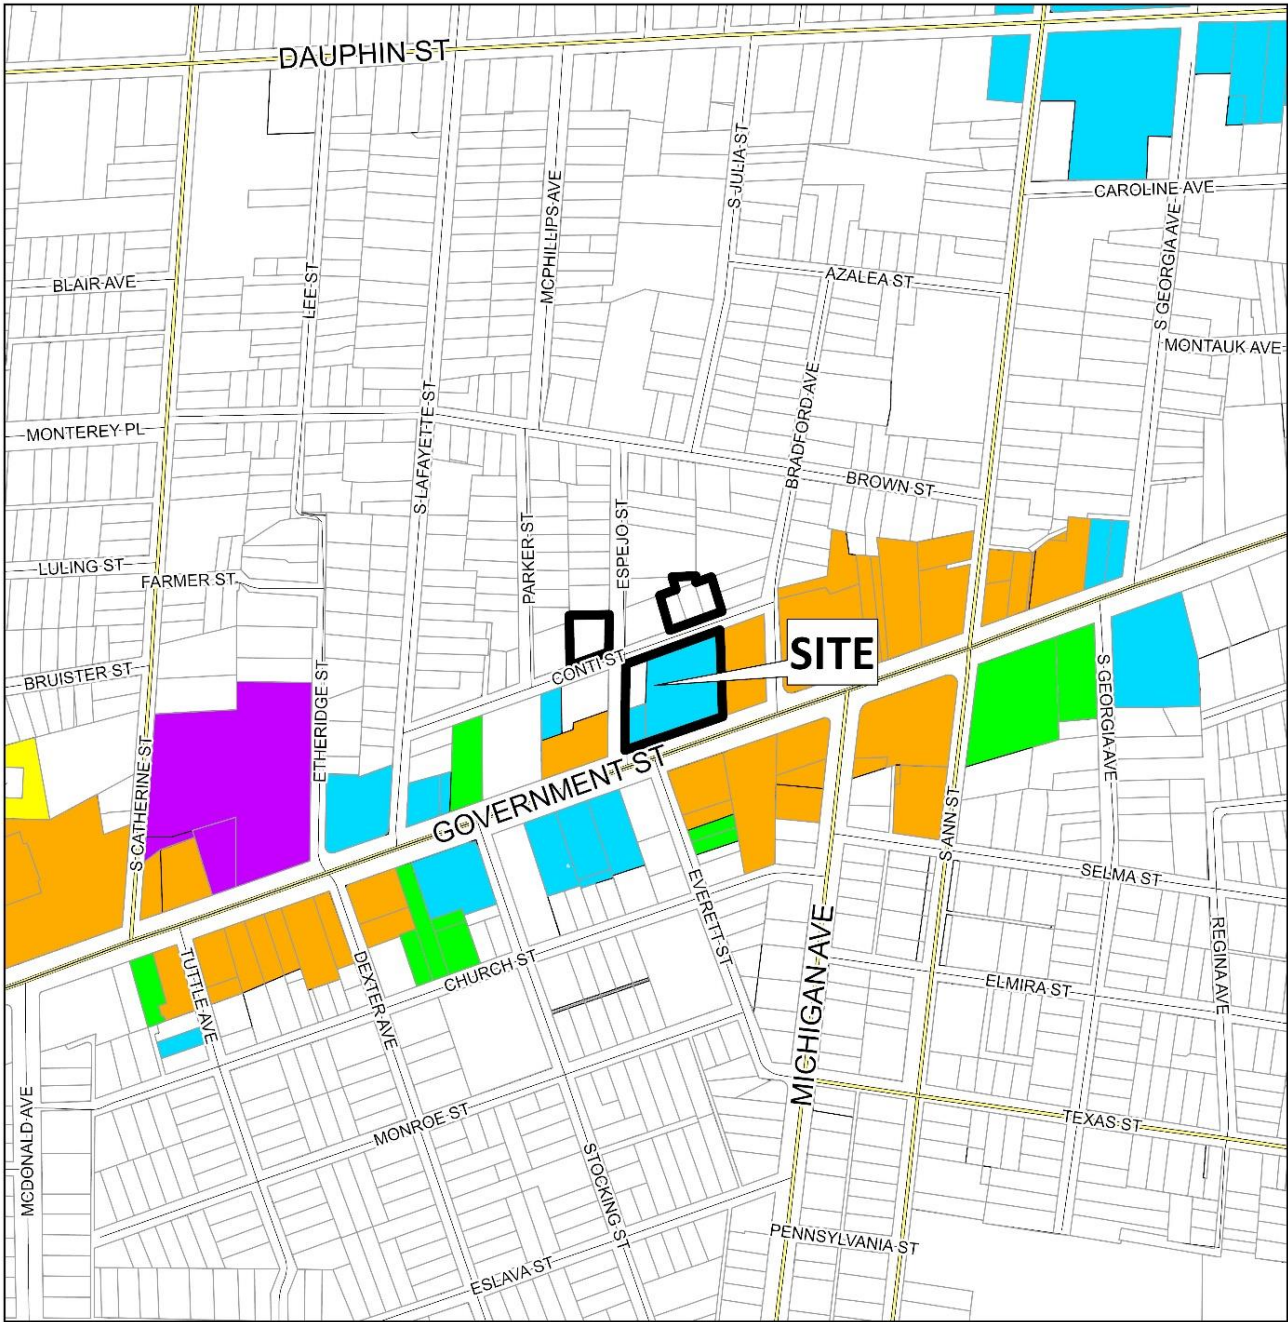 DAUPHIN ST
CAROLINE AVE
S JULIA ST
MCPHILLIPS AVE
S GEORGIA AVE
AZALEA ST
BLAIR AVE
LEE ST
MONTAUK AVE
S LAFAYETTE ST
BRADFORD AVE
MONTEREY PL
BROWN ST
PARKER ST
ESPEJO ST
LULING ST
FARMER ST
SITE
CONTI ST
BRUISTER ST
ETHERIDGE ST
S GEORGIA AVE
S CATHERINE ST
GOVERNMENT ST
S ANN ST
SELMA ST
EVERETT ST
MICHIGAN AVE
REGINA AVE
TUTTLE AVE
DEXTER AVE
CHURCH ST
ELMIRA ST
MCDONALD AVE
MONROE ST
TEXAS ST
STOCKING ST
PENNSYLVANIA ST
ESLAVA ST